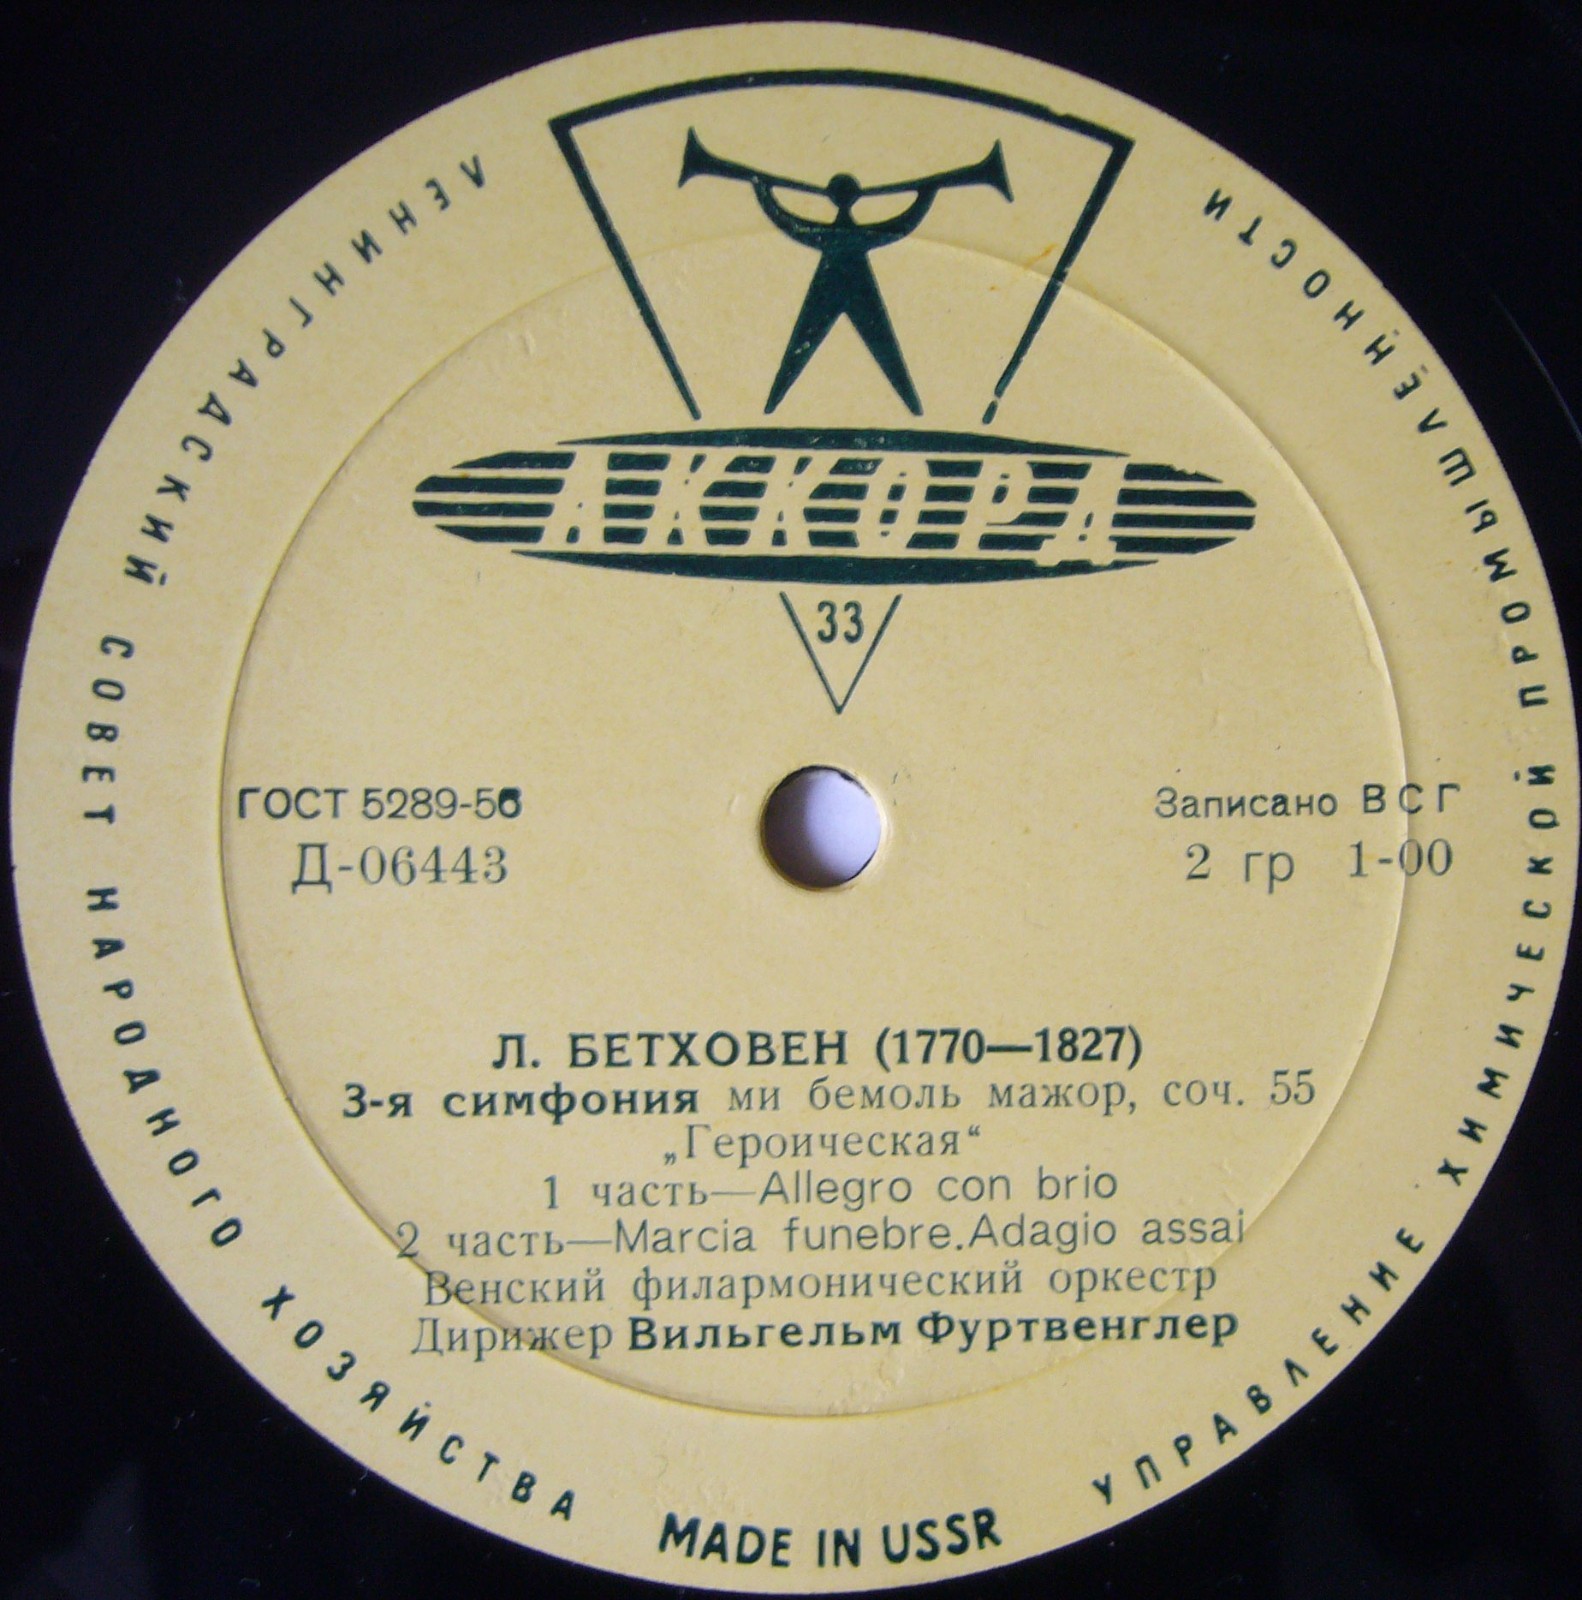 ЛЕНИНГРАДСКИЙ СОВЕТ НАРОДНОГО ХОЗЯЙСТВА
УПРАВЛЕНИЕ ХИМИЧЕСКОЙ ПРОМЫШЛЕННОСТИ
АККОРД
33
ГОСТ 5289-56
Д-06443
Записано ВСГ
2 гр 1-00
Л. БЕТХОВЕН (1770—1827)
3-я симфония ми бемоль мажор, соч. 55
„Героическая“
1 часть—Allegro con brio
2 часть—Marcia funebre.Adagio assai
Венский филармонический оркестр
Дирижер Вильгельм Фуртвенглер
MADE IN USSR